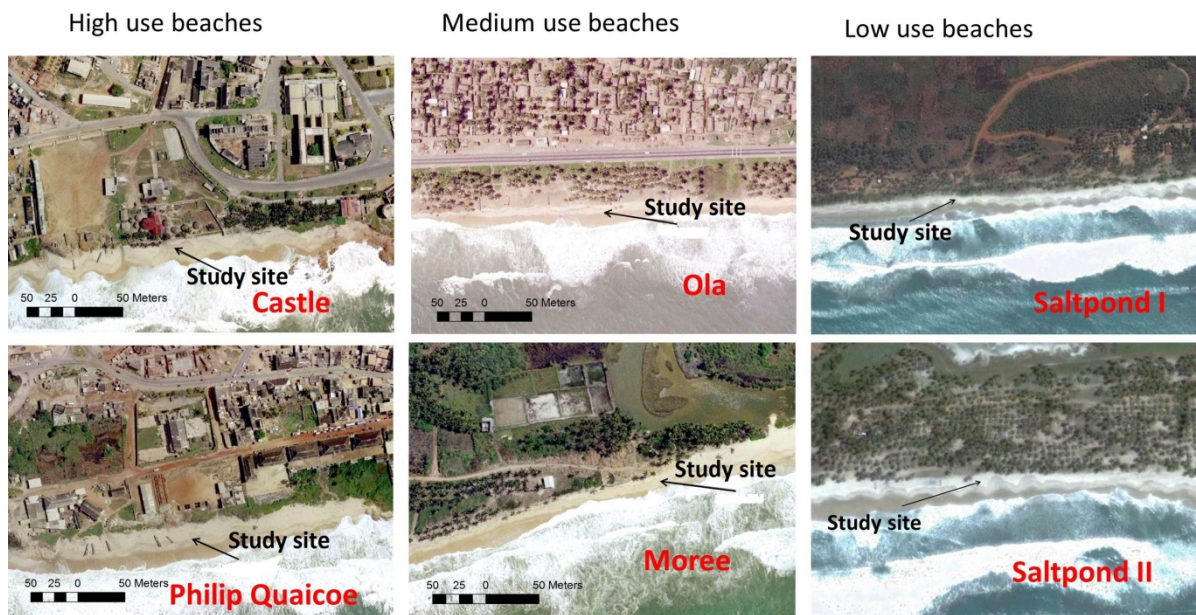 High use beaches
Medium use beaches
Low use beaches
Study site
Castle
50 25 0 50 Meters
Study site
Ola
50 25 0 50 Meters
Study site
Saltpond I
Study site
Philip Quaicoe
50 25 0 50 Meters
Study site
Moree
50 25 0 50 Meters
Study site
Saltpond II